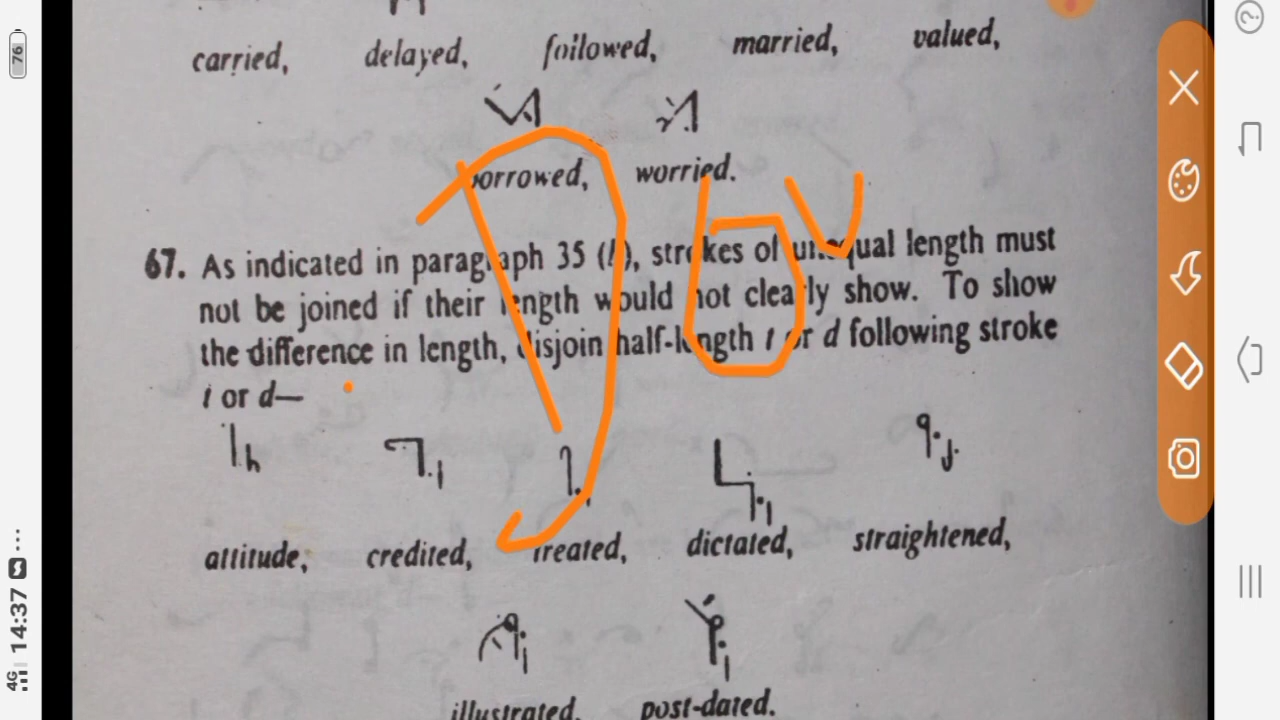 carried, delayed, followed, married, valued,
borrowed, worried.
67. As indicated in paragraph 35 (b), strokes of unequal length must
not be joined if their length would not clearly show. To show
the difference in length, disjoin half-length t or d following stroke
t or d—
attitude, credited, treated, dictated, straightened,
illustrated, post-dated.
76
4G 14:37